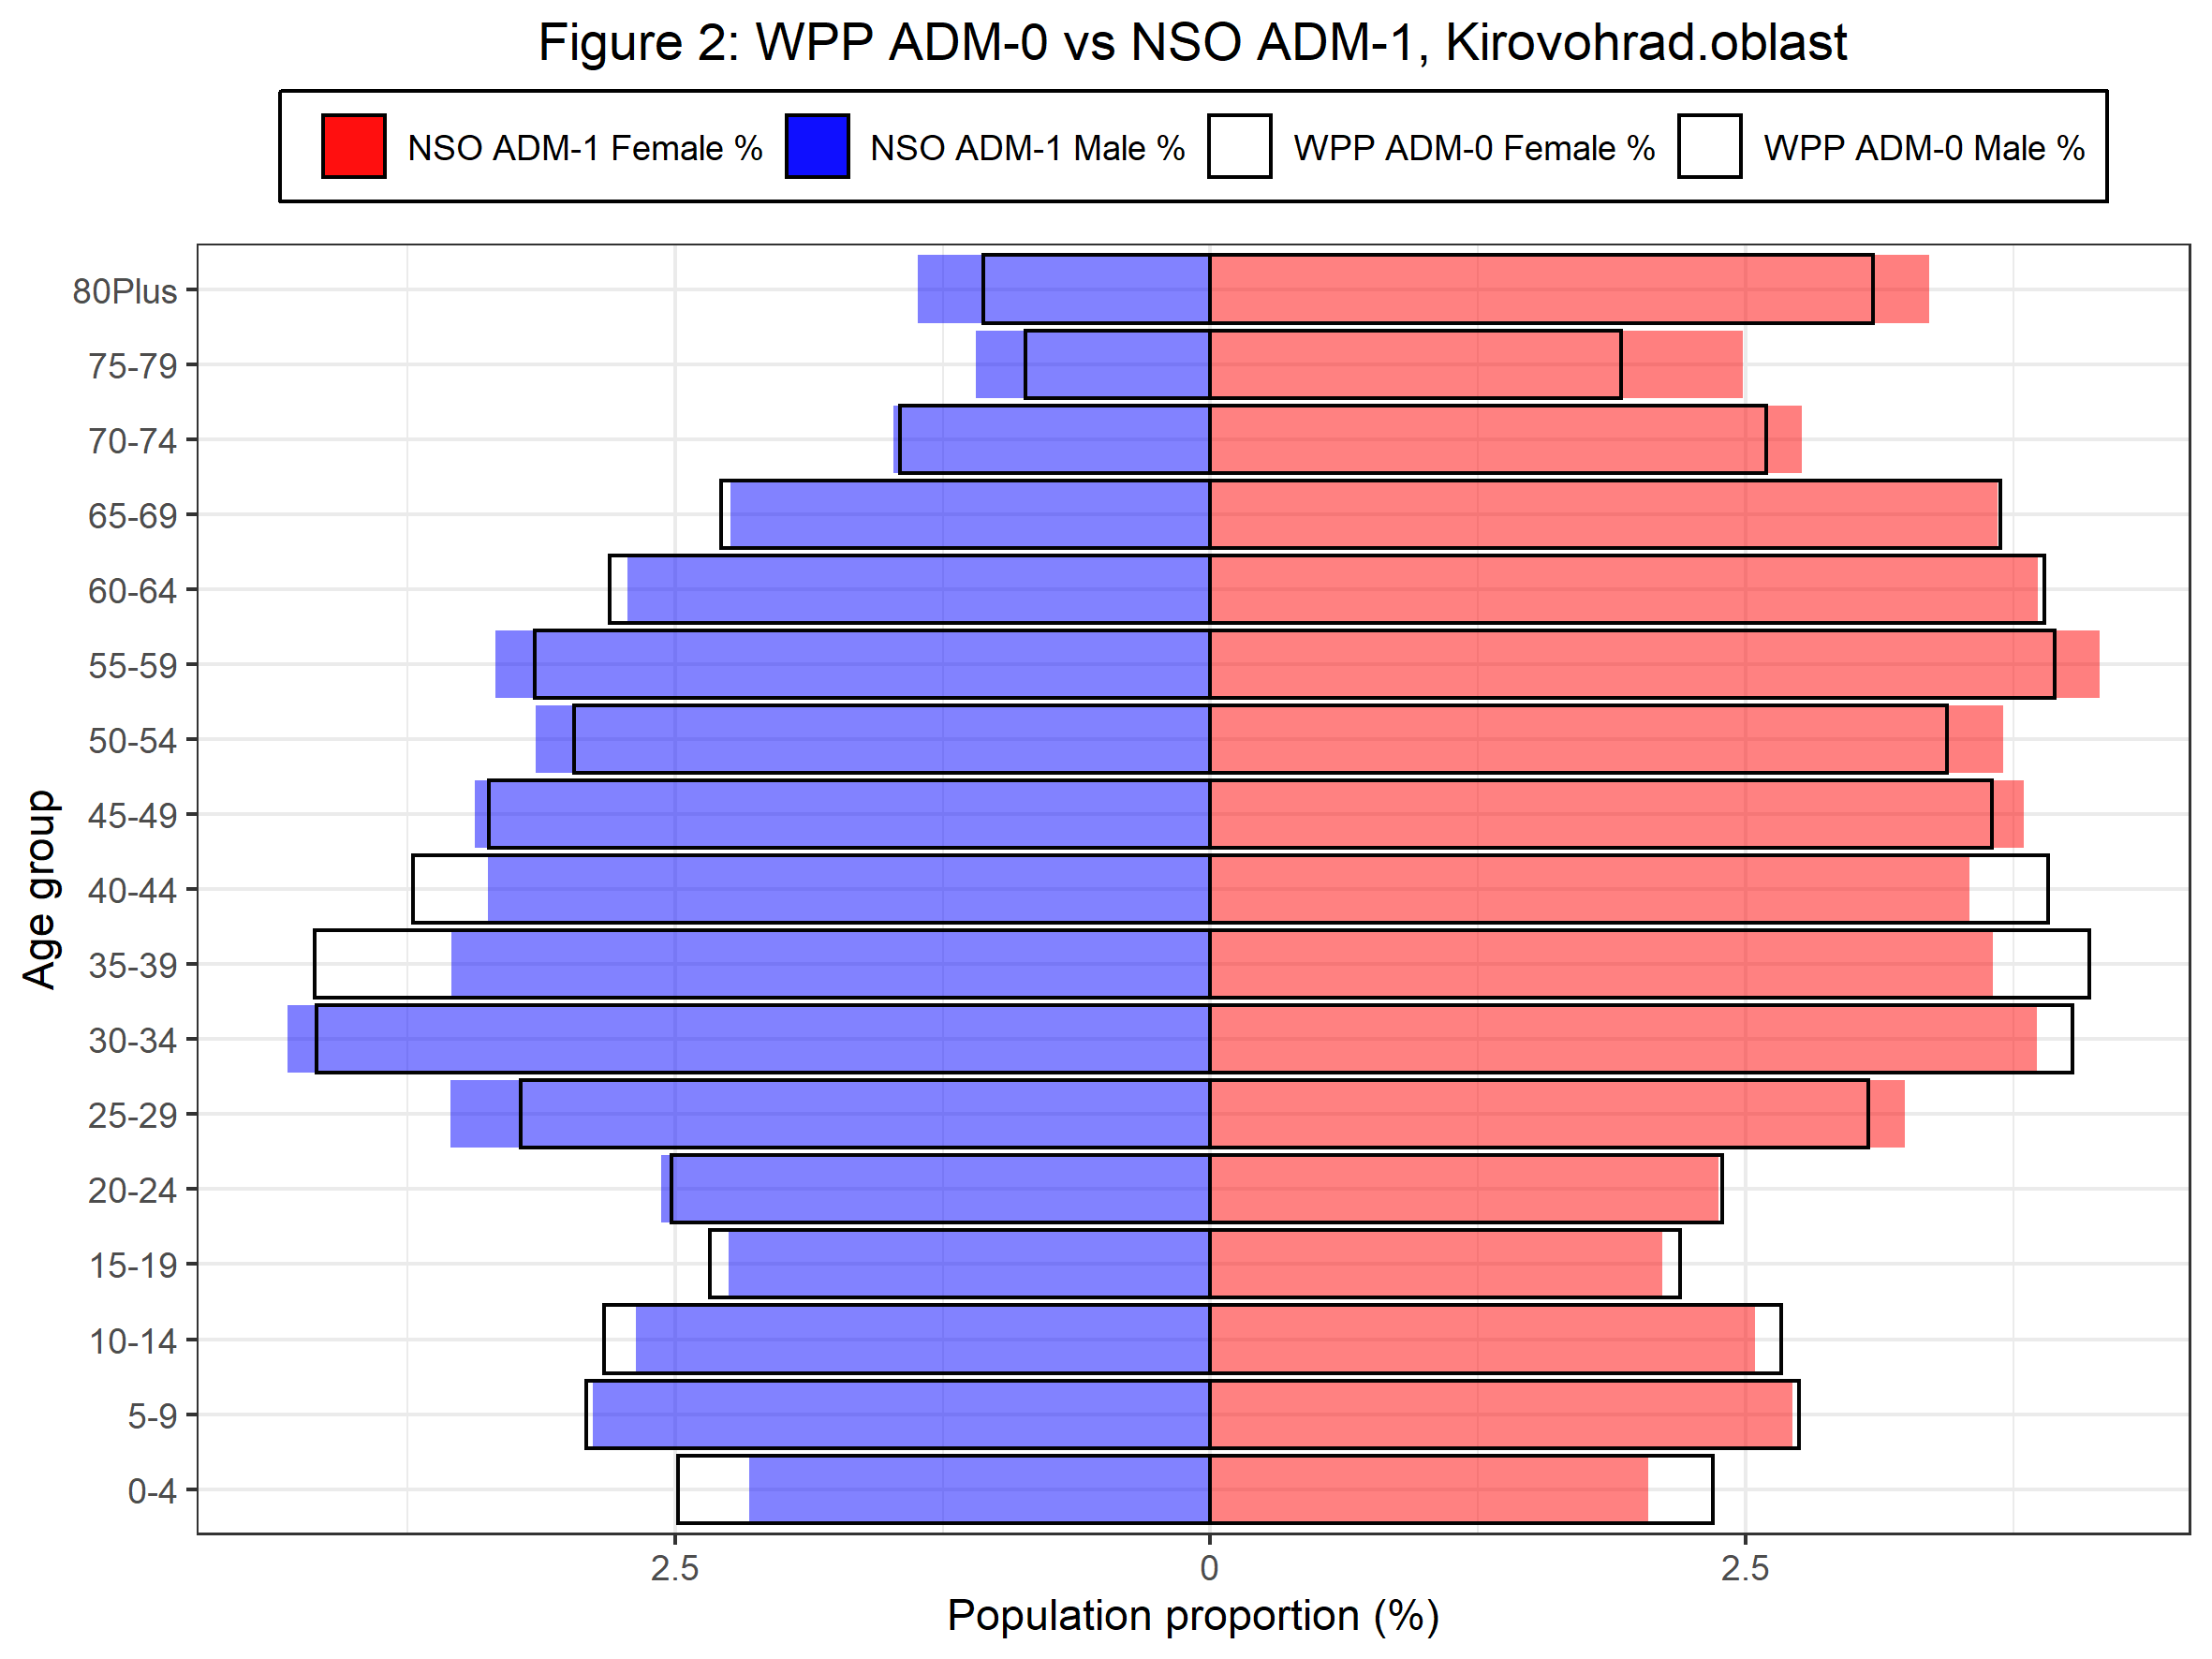 Figure 2: WPP ADM-0 vs NSO ADM-1, Kirovohrad.oblast
NSO ADM-1 Female %
NSO ADM-1 Male %
WPP ADM-0 Female %
WPP ADM-0 Male %
Age group
80Plus
75-79
70-74
65-69
60-64
55-59
50-54
45-49
40-44
35-39
30-34
25-29
20-24
15-19
10-14
5-9
0-4
2.5
0
2.5
Population proportion (%)